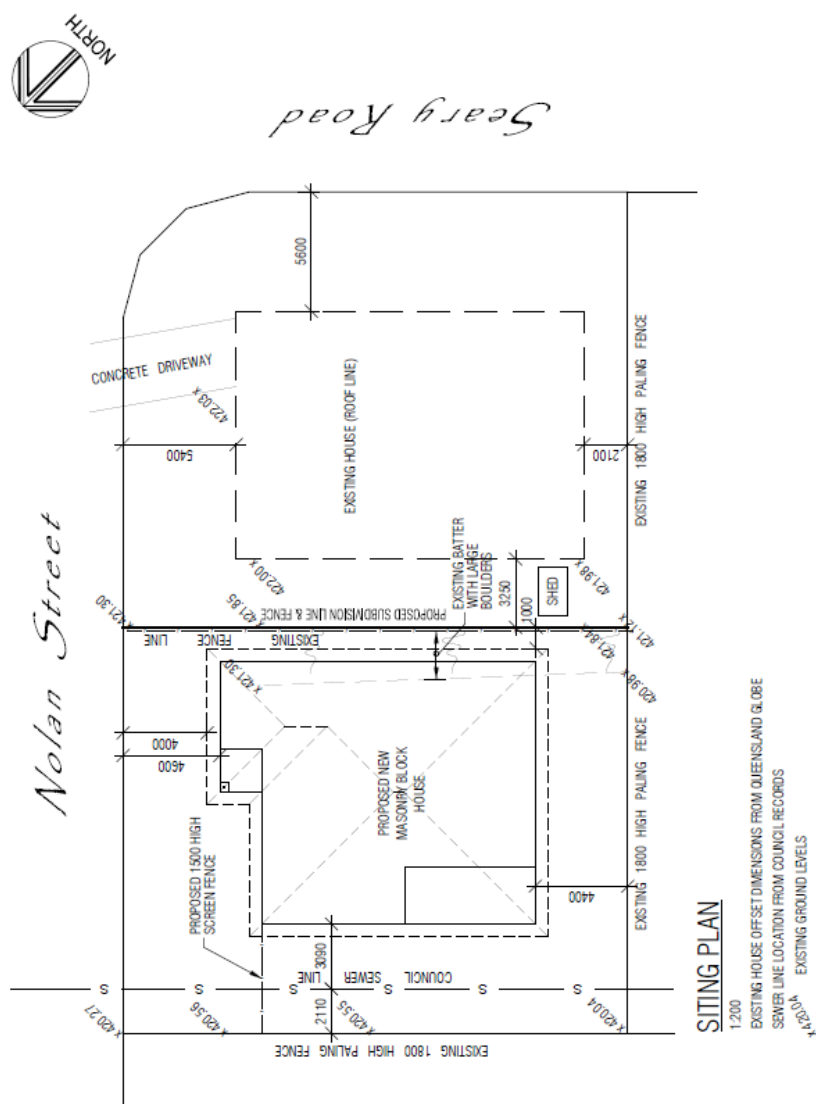 NORTH
Seary Road
Nolan Street
5600
CONCRETE DRIVEWAY
422.03 x
5400
EXISTING HOUSE (ROOF LINE)
2100
EXISTING 1800 HIGH PALING FENCE
422.00 x
EXISTING BATTER
WITH LARGE
BOULDERS
3250
1000
SHED
421.98 x
x 421.30
x 421.85
PROPOSED SUBDIVISION LINE & FENCE
EXISTING FENCE LINE
421.84 x
421.12 x
420.98 x
x 421.30
4000
4600
PROPOSED NEW
MASONRY BLOCK
HOUSE
PROPOSED 1500 HIGH
SCREEN FENCE
4400
EXISTING 1800 HIGH PALING FENCE
3090
2110
COUNCIL SEWER LINE
S S S S S S
x 420.27
x 420.56
x 420.55
x 420.04
EXISTING 1800 HIGH PALING FENCE
SITING PLAN
1:200
EXISTING HOUSE OFFSET DIMENSIONS FROM QUEENSLAND GLOBE
SEWER LINE LOCATION FROM COUNCIL RECORDS
x 420.04 EXISTING GROUND LEVELS